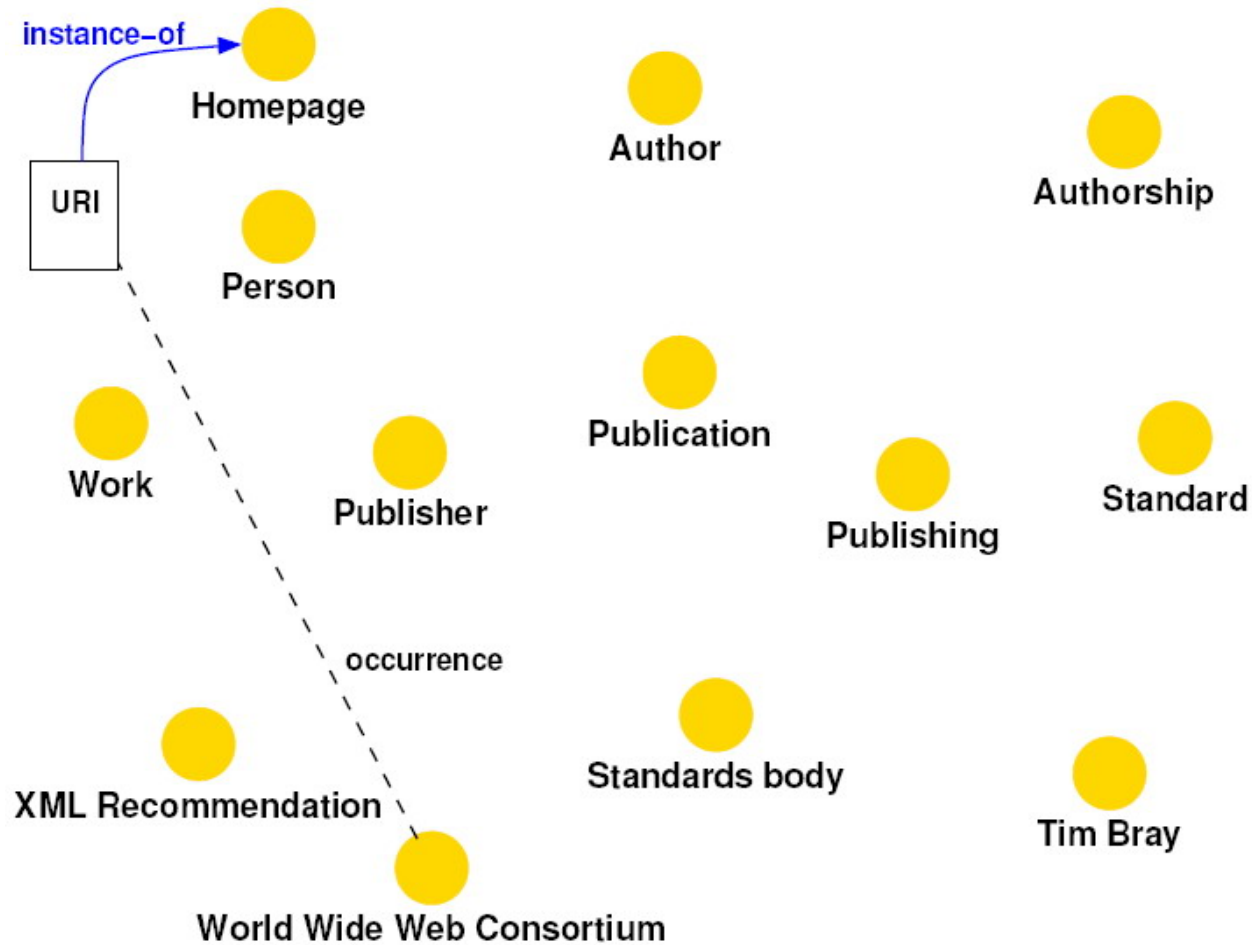 instance-of
Homepage
Author
Authorship
URI
Person
Publication
Work
Publisher
Publishing
Standard
occurrence
XML Recommendation
Standards body
Tim Bray
World Wide Web Consortium